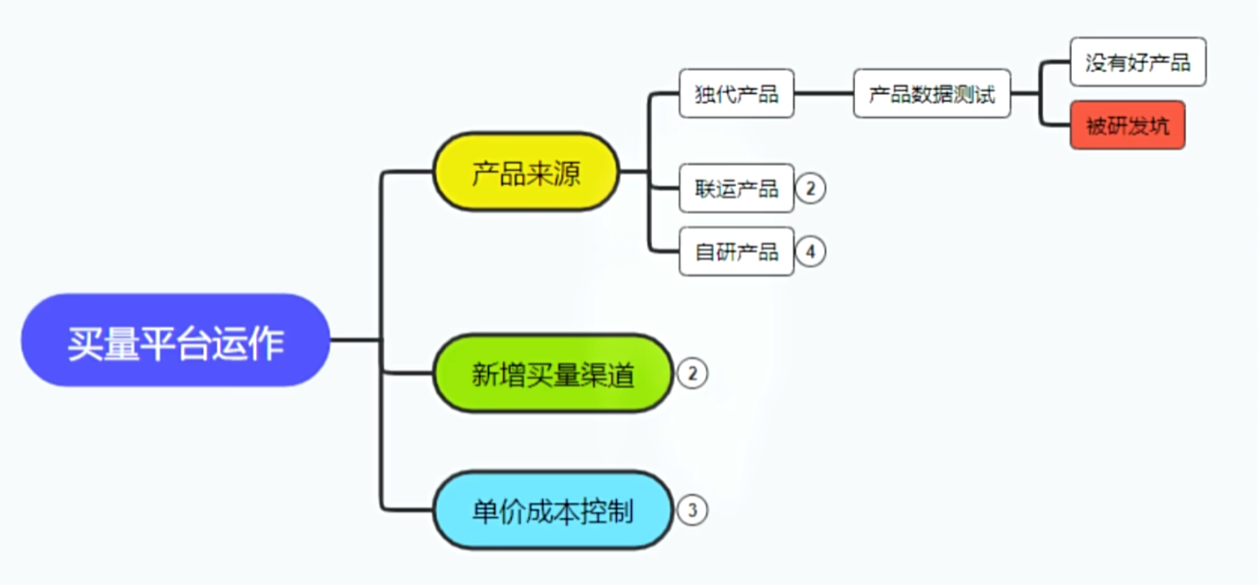 买量平台运作
产品来源
独代产品
产品数据测试
没有好产品
被研发坑
联运产品
2
自研产品
4
新增买量渠道
2
单价成本控制
3